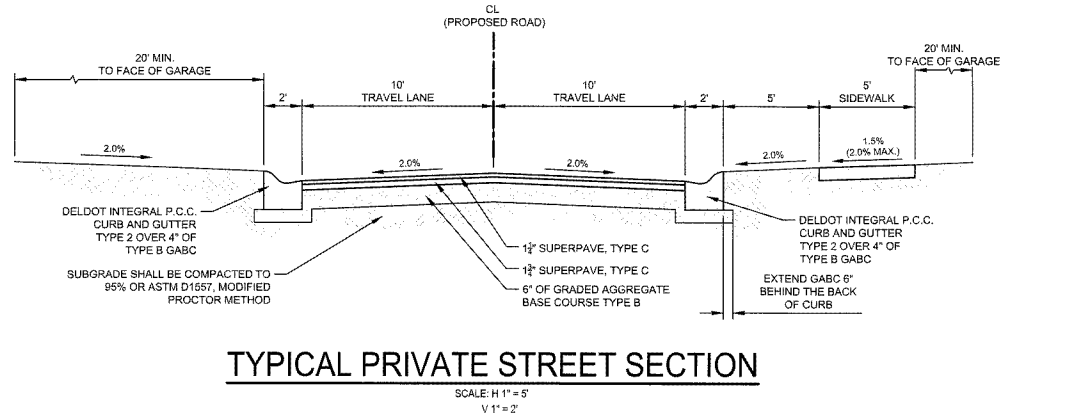 CL
(PROPOSED ROAD)
20' MIN.
TO FACE OF GARAGE
2'
10'
TRAVEL LANE
10'
TRAVEL LANE
2'
5'
5'
SIDEWALK
20' MIN.
TO FACE OF GARAGE
2.0%
2.0%
2.0%
2.0%
1.5%
(2.0% MAX.)
DELDOT INTEGRAL P.C.C.
CURB AND GUTTER
TYPE 2 OVER 4" OF
TYPE B GABC
SUBGRADE SHALL BE COMPACTED TO
95% OR ASTM D1557, MODIFIED
PROCTOR METHOD
1¼" SUPERPAVE, TYPE C
1¾" SUPERPAVE, TYPE C
6" OF GRADED AGGREGATE
BASE COURSE TYPE B
DELDOT INTEGRAL P.C.C.
CURB AND GUTTER
TYPE 2 OVER 4" OF
TYPE B GABC
EXTEND GABC 6"
BEHIND THE BACK
OF CURB
TYPICAL PRIVATE STREET SECTION
SCALE: H 1" = 5'
V 1" = 2'